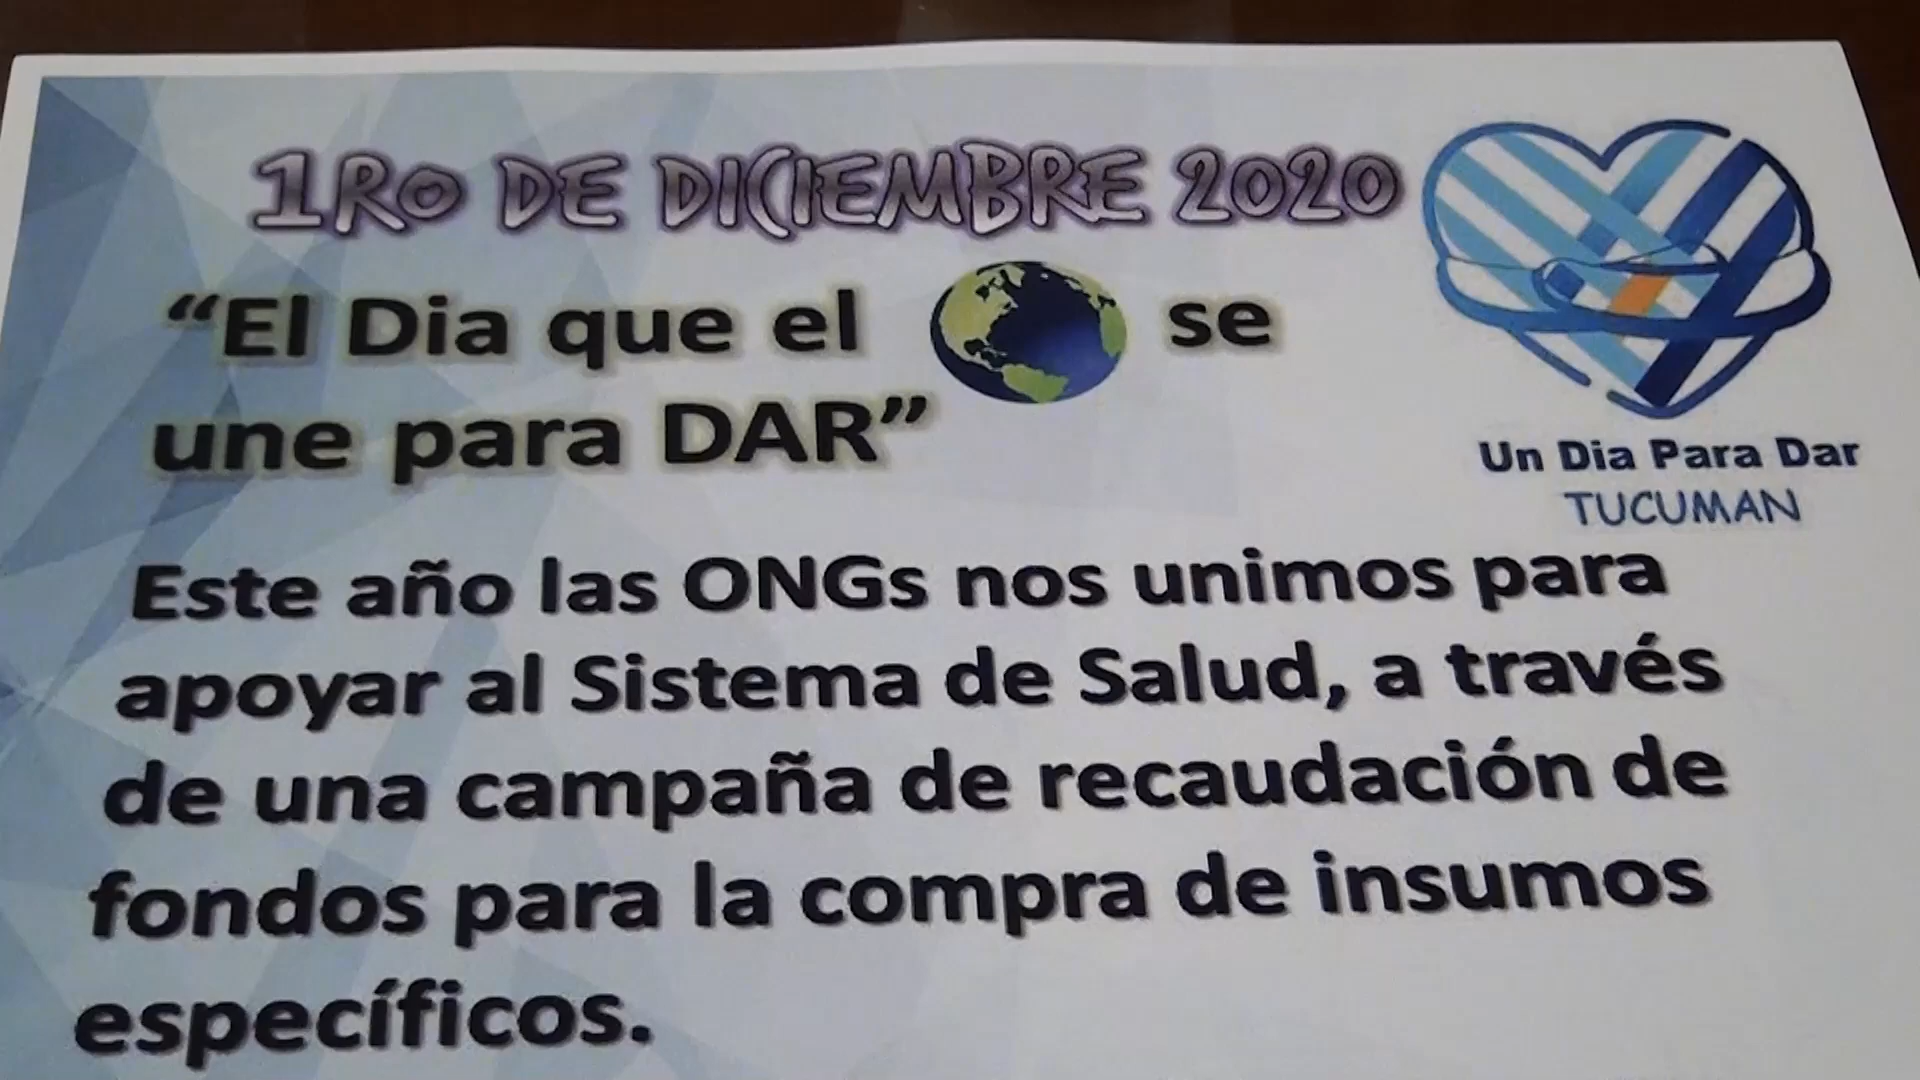 1RO DE DICIEMBRE 2020
“El Dia que el se
une para DAR”
Un Dia Para Dar
TUCUMAN
Este año las ONGs nos unimos para
apoyar al Sistema de Salud, a través
de una campaña de recaudación de
fondos para la compra de insumos
específicos.